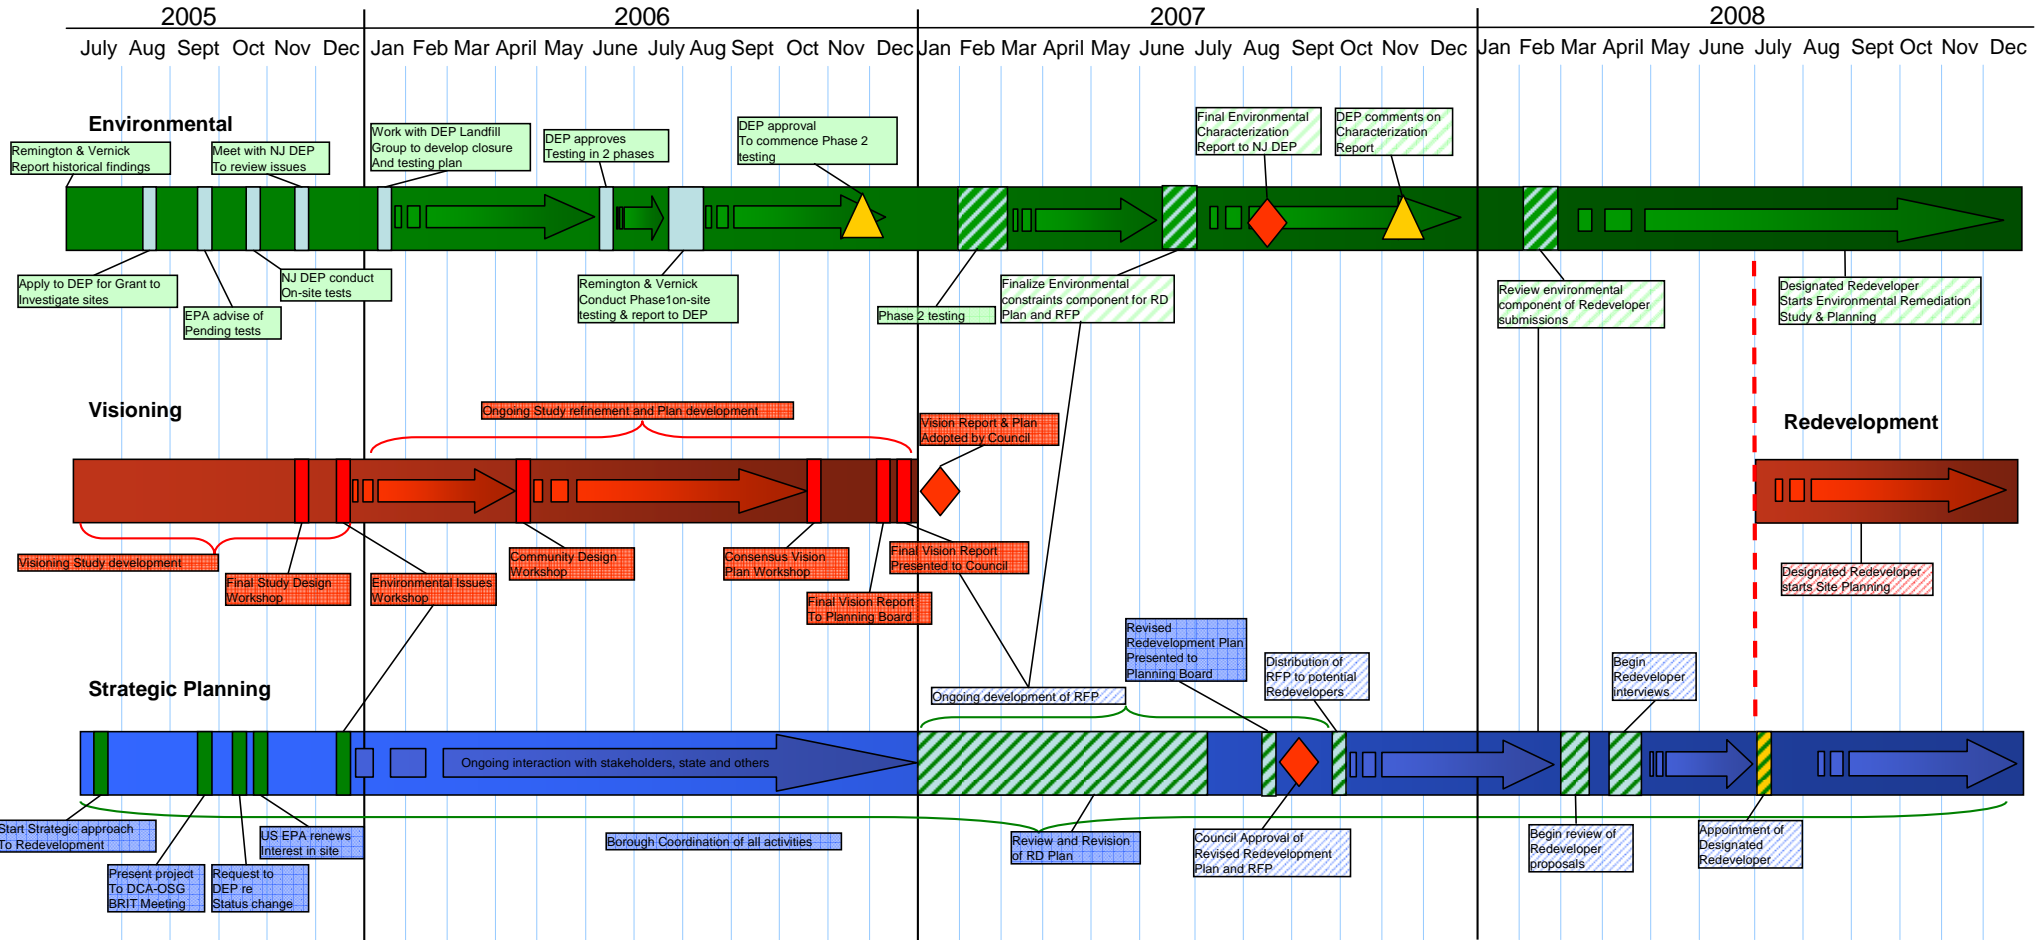 2005
2006
2007
2008
July Aug Sept Oct Nov Dec Jan Feb Mar April May June July Aug Sept Oct Nov Dec Jan Feb Mar April May June July Aug Sept Oct Nov Dec Jan Feb Mar April May June July Aug Sept Oct Nov Dec
Environmental
Remington & Vernick
Report historical findings
Meet with NJ DEP
To review issues
Work with DEP Landfill
Group to develop closure
And testing plan
DEP approves
Testing in 2 phases
DEP approval
To commence Phase 2
testing
Final Environmental
Characterization
Report to NJ DEP
DEP comments on
Characterization
Report
Apply to DEP for Grant to
Investigate sites
EPA advise of
Pending tests
NJ DEP conduct
On-site tests
Remington & Vernick
Conduct Phase1on-site
testing & report to DEP
Phase 2 testing
Finalize Environmental
constraints component for RD
Plan and RFP
Review environmental
component of Redeveloper
submissions
Designated Redeveloper
Starts Environmental Remediation
Study & Planning
Visioning
Ongoing Study refinement and Plan development
Vision Report & Plan
Adopted by Council
Redevelopment
Visioning Study development
Final Study Design
Workshop
Environmental Issues
Workshop
Community Design
Workshop
Consensus Vision
Plan Workshop
Final Vision Report
To Planning Board
Final Vision Report
Presented to Council
Designated Redeveloper
starts Site Planning
Strategic Planning
Ongoing development of RFP
Revised
Redevelopment Plan
Presented to
Planning Board
Distribution of
RFP to potential
Redevelopers
Begin
Redeveloper
interviews
Ongoing interaction with stakeholders, state and others
Start Strategic approach
To Redevelopment
Present project
To DCA-OSG
BRIT Meeting
Request to
DEP re
Status change
US EPA renews
Interest in site
Borough Coordination of all activities
Review and Revision
of RD Plan
Council Approval of
Revised Redevelopment
Plan and RFP
Begin review of
Redeveloper
proposals
Appointment of
Designated
Redeveloper